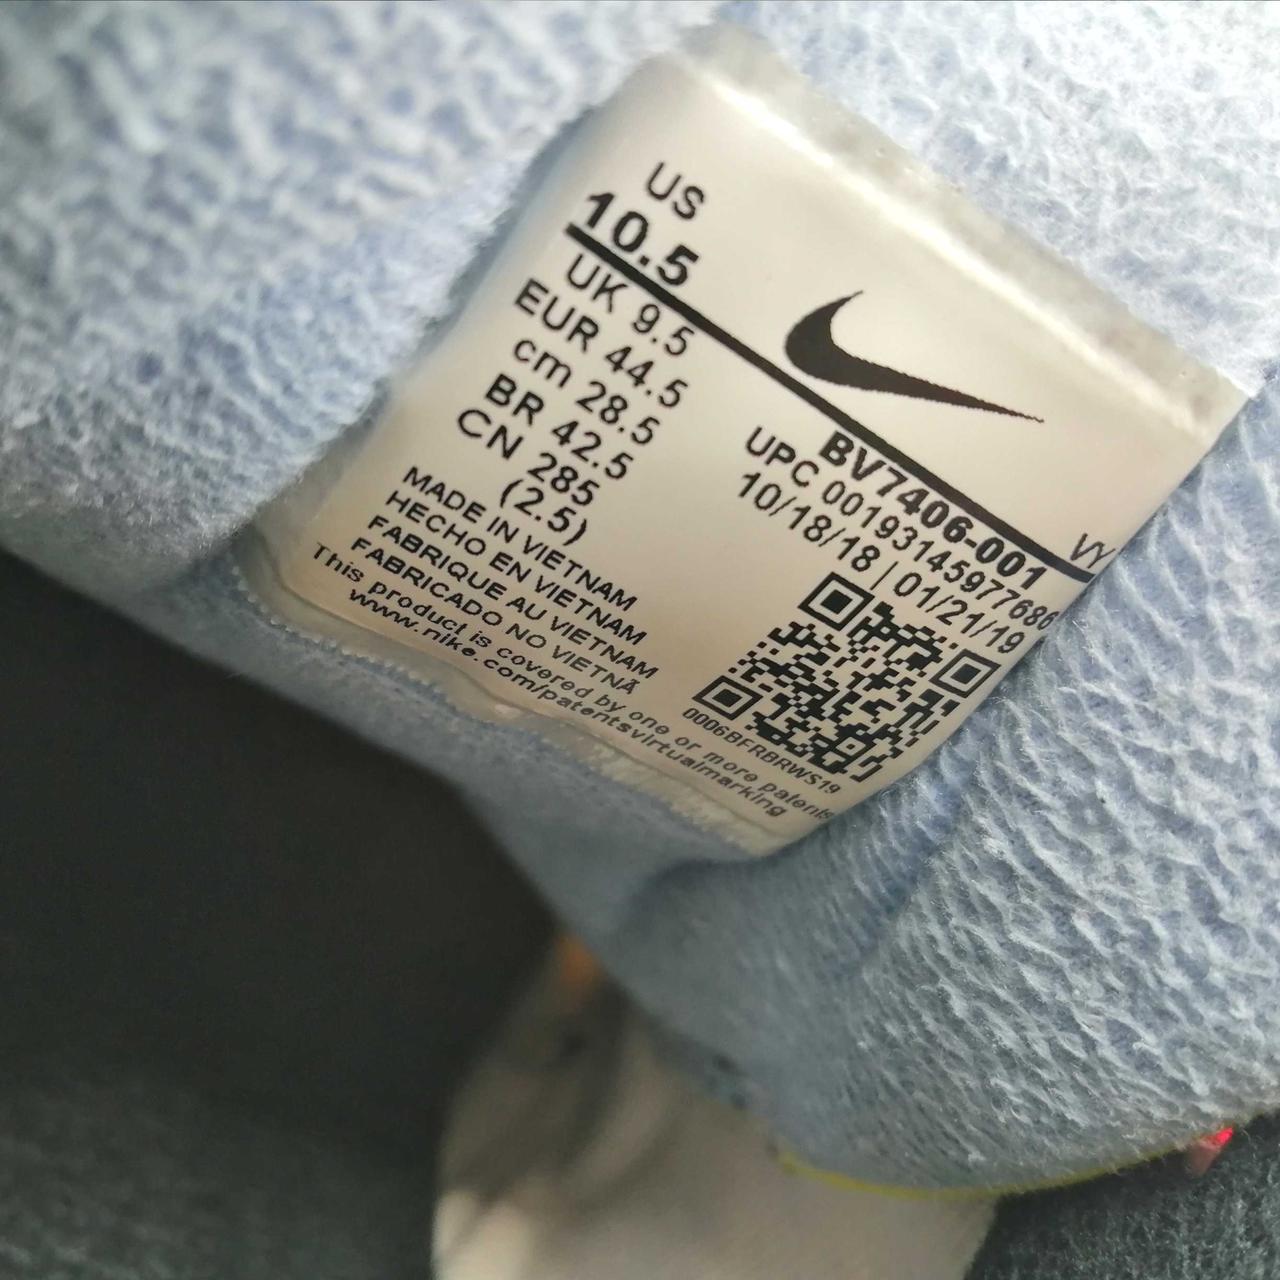 US
10.5
UK 9.5
EUR 44.5
cm 28.5
BR 42.5
CN 285
(2.5)
MADE IN VIETNAM
HECHO EN VIETNAM
FABRIQUE AU VIETNAM
FABRICADO NO VIETNÃ
This product is covered by one or more patents
www.nike.com/patentsvirtualmarking
VY
BV7406-001
UPC 00193145977686
10/18/18 | 01/21/19
0006BFRBRWS19